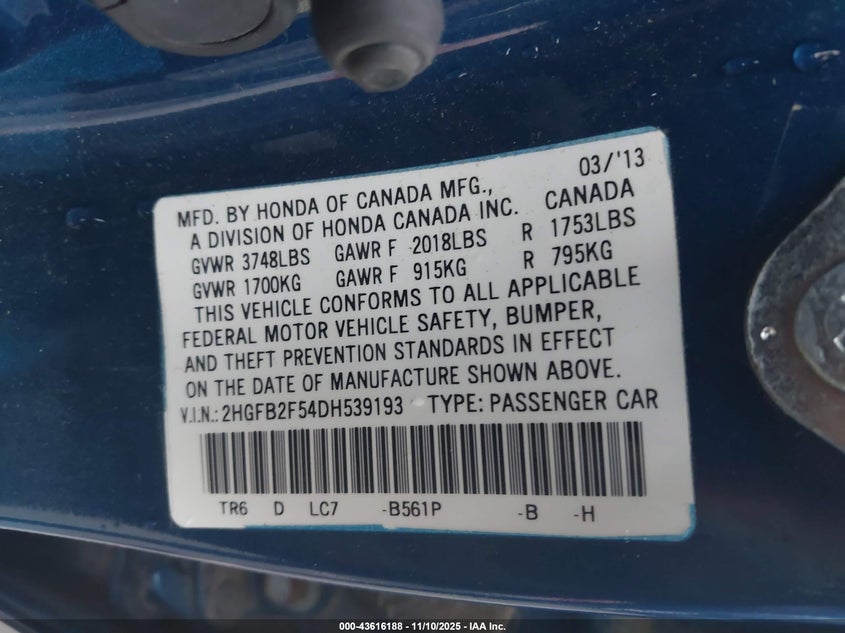 03/'13
MFD. BY HONDA OF CANADA MFG., CANADA
A DIVISION OF HONDA CANADA INC.
GVWR 3748LBS GAWR F 2018LBS R 1753LBS
GVWR 1700KG GAWR F 915KG R 795KG
THIS VEHICLE CONFORMS TO ALL APPLICABLE
FEDERAL MOTOR VEHICLE SAFETY, BUMPER,
AND THEFT PREVENTION STANDARDS IN EFFECT
ON THE DATE OF MANUFACTURE SHOWN ABOVE.
V.I.N.: 2HGFB2F54DH539193 TYPE: PASSENGER CAR
TR6 D LC7 -B561P -B -H
000-43616188 - 11/10/2025 - IAA Inc.